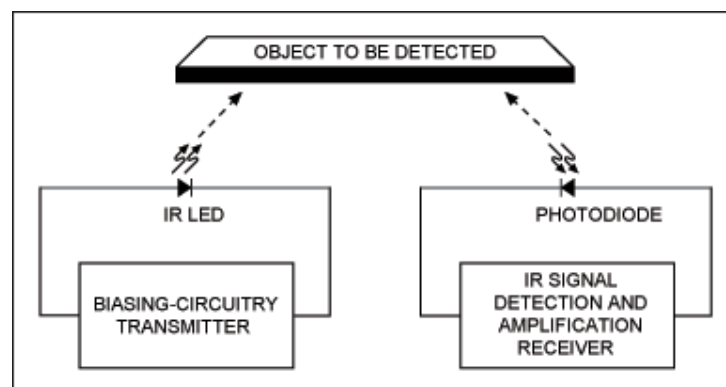 OBJECT TO BE DETECTED
IR LED
PHOTODIODE
BIASING-CIRCUITRY
TRANSMITTER
IR SIGNAL
DETECTION AND
AMPLIFICATION
RECEIVER